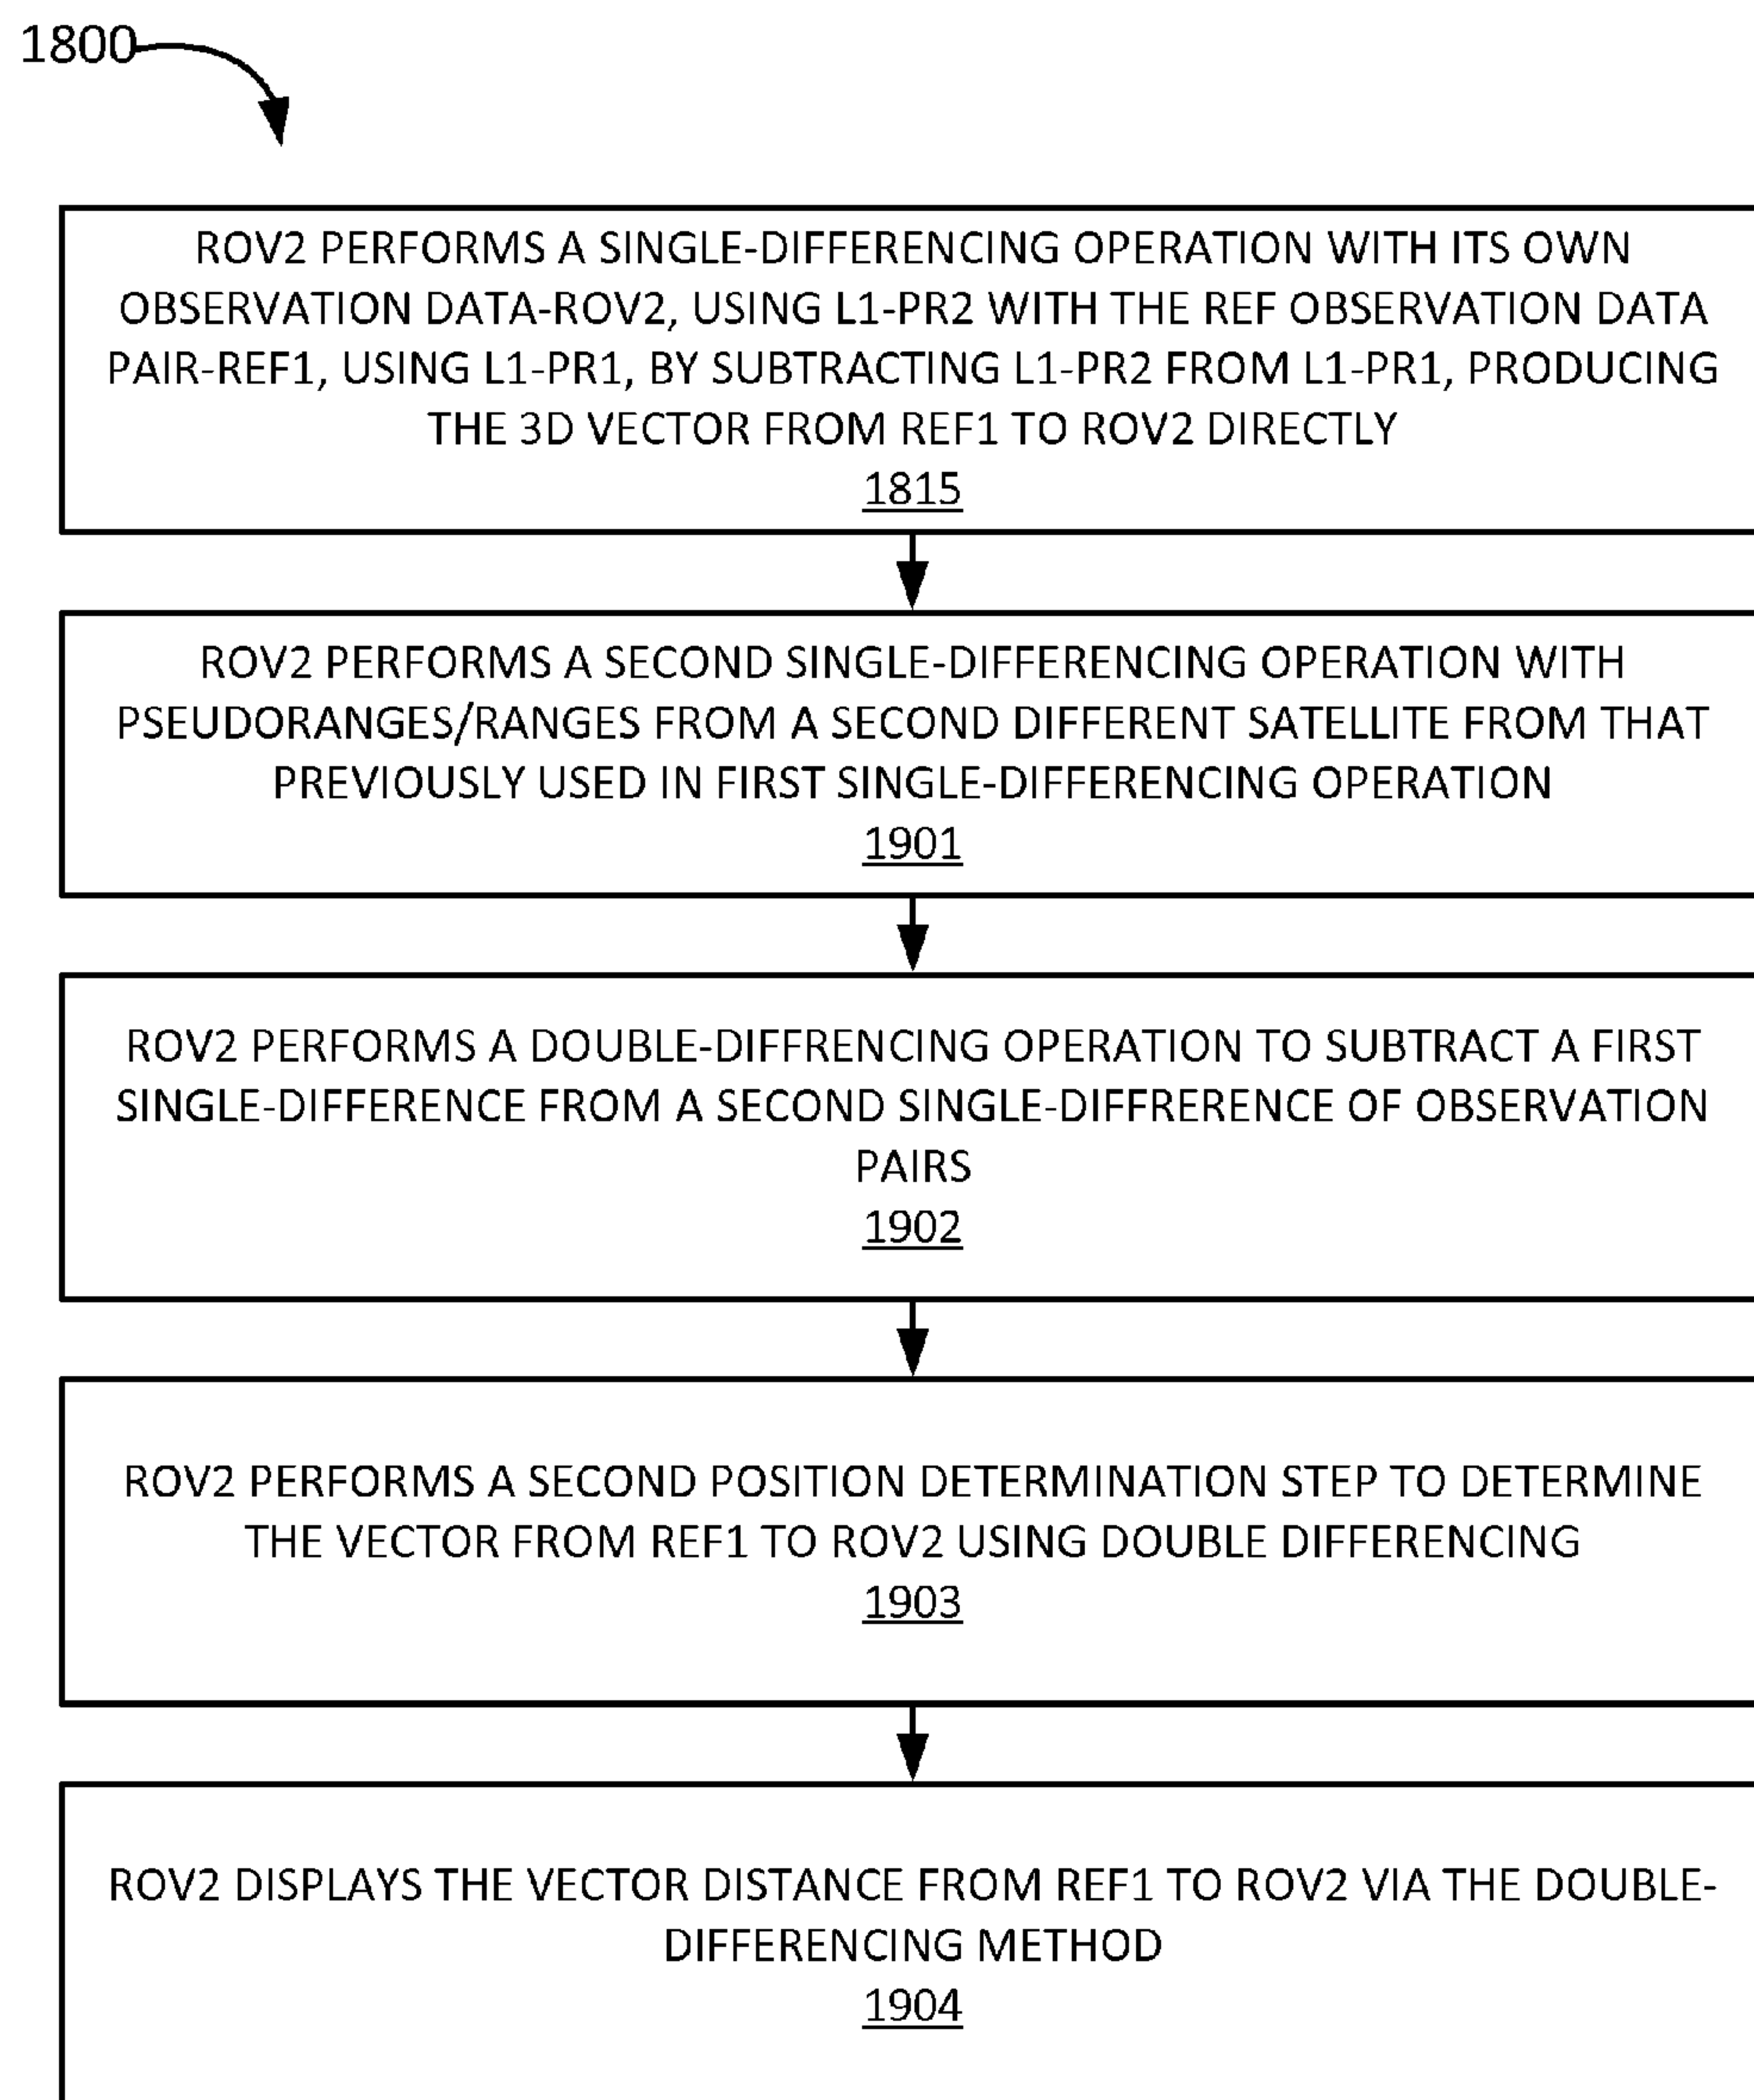 1800
ROV2 PERFORMS A SINGLE-DIFFERENCING OPERATION WITH ITS OWN
OBSERVATION DATA-ROV2, USING L1-PR2 WITH THE REF OBSERVATION DATA
PAIR-REF1, USING L1-PR1, BY SUBTRACTING L1-PR2 FROM L1-PR1, PRODUCING
THE 3D VECTOR FROM REF1 TO ROV2 DIRECTLY
1815
ROV2 PERFORMS A SECOND SINGLE-DIFFERENCING OPERATION WITH
PSEUDORANGES/RANGES FROM A SECOND DIFFERENT SATELLITE FROM THAT
PREVIOUSLY USED IN FIRST SINGLE-DIFFERENCING OPERATION
1901
ROV2 PERFORMS A DOUBLE-DIFFRENCING OPERATION TO SUBTRACT A FIRST
SINGLE-DIFFERENCE FROM A SECOND SINGLE-DIFFRERENCE OF OBSERVATION
PAIRS
1902
ROV2 PERFORMS A SECOND POSITION DETERMINATION STEP TO DETERMINE
THE VECTOR FROM REF1 TO ROV2 USING DOUBLE DIFFERENCING
1903
ROV2 DISPLAYS THE VECTOR DISTANCE FROM REF1 TO ROV2 VIA THE DOUBLE-
DIFFERENCING METHOD
1904